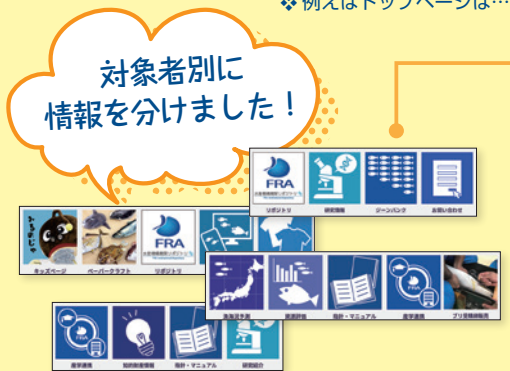 ❖ 例えばトップページは…
対象者別に
情報を分けました！
FRA
リポジトリ
研究情報
ジーンバンク
お問い合わせ
FRA
キッズページ
ペーパークラフト
リポジトリ
海況予測
資源評価
指針・マニュアル
産学連携
ブリ受精卵販売
FRA
産学連携
知的財産情報
指針・マニュアル
研究紹介